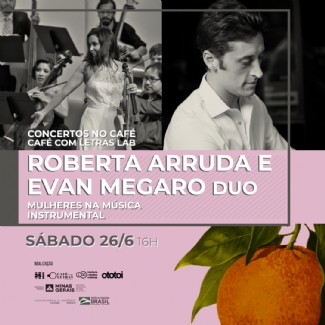 CONCERTOS NO CAFÉ
CAFÉ COM LETRAS LAB
ROBERTA ARRUDA E
EVAN MEGARO DUO
MULHERES NA MÚSICA
INSTRUMENTAL
SÁBADO 26/6 16H
REALIZAÇÃO
ototoi
MINAS GERAIS
BRASIL